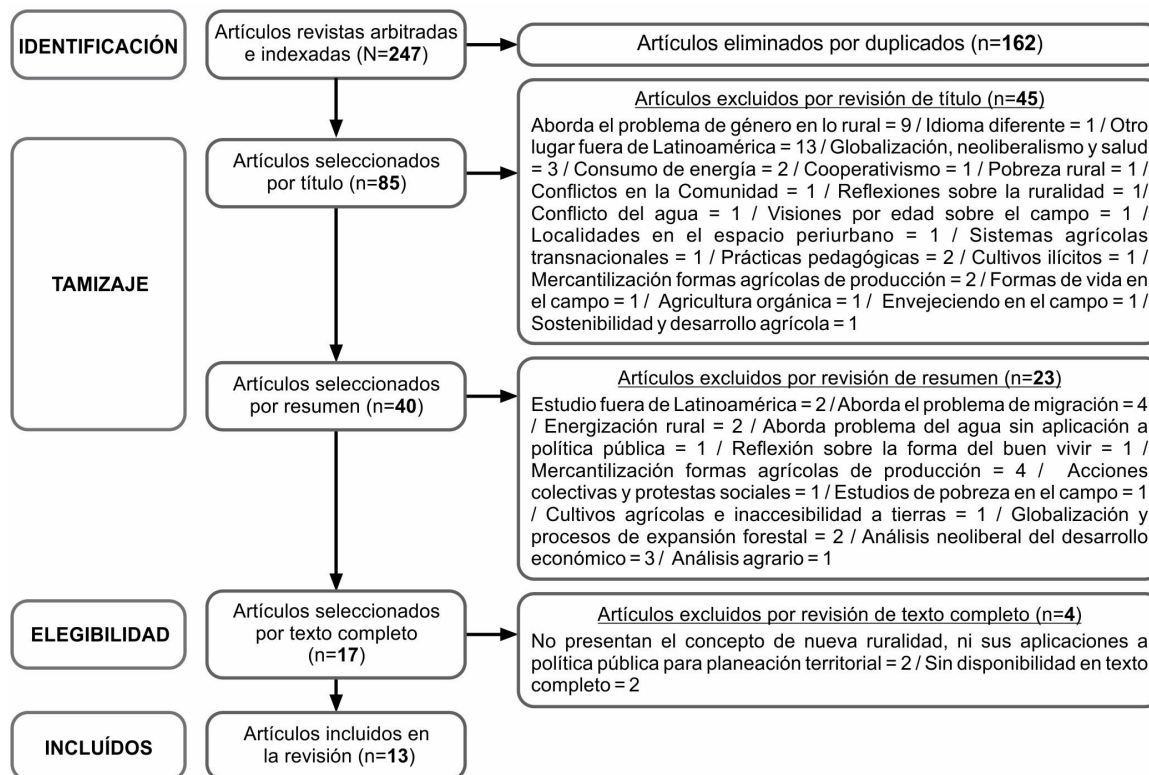 IDENTIFICACIÓN
Artículos revistas arbitradas
e indexadas (N=247)
Artículos eliminados por duplicados (n=162)
TAMIZAJE
Artículos seleccionados
por título (n=85)
Artículos excluidos por revisión de título (n=45)
Aborda el problema de género en lo rural = 9 / Idioma diferente = 1 / Otro
lugar fuera de Latinoamérica = 13 / Globalización, neoliberalismo y salud
= 3 / Consumo de energía = 2 / Cooperativismo = 1 / Pobreza rural = 1 /
Conflictos en la Comunidad = 1 / Reflexiones sobre la ruralidad = 1/
Conflicto del agua = 1 / Visiones por edad sobre el campo = 1 /
Localidades en el espacio periurbano = 1 / Sistemas agrícolas
transnacionales = 1 / Prácticas pedagógicas = 2 / Cultivos ilícitos = 1 /
Mercantilización formas agrícolas de producción = 2 / Formas de vida en
el campo = 1 / Agricultura orgánica = 1 / Envejeciendo en el campo = 1 /
Sostenibilidad y desarrollo agrícola = 1
Artículos seleccionados
por resumen (n=40)
Artículos excluidos por revisión de resumen (n=23)
Estudio fuera de Latinoamérica = 2 / Aborda el problema de migración = 4
/ Energización rural = 2 / Aborda problema del agua sin aplicación a
política pública = 1 / Reflexión sobre la forma del buen vivir = 1 /
Mercantilización formas agrícolas de producción = 4 / Acciones
colectivas y protestas sociales = 1 / Estudios de pobreza en el campo = 1
/ Cultivos agrícolas e inaccesibilidad a tierras = 1 / Globalización y
procesos de expansión forestal = 2 / Análisis neoliberal del desarrollo
económico = 3 / Análisis agrario = 1
ELEGIBILIDAD
Artículos seleccionados
por texto completo
(n=17)
Artículos excluidos por revisión de texto completo (n=4)
No presentan el concepto de nueva ruralidad, ni sus aplicaciones a
política pública para planeación territorial = 2 / Sin disponibilidad en texto
completo = 2
INCLUÍDOS
Artículos incluidos en
la revisión (n=13)